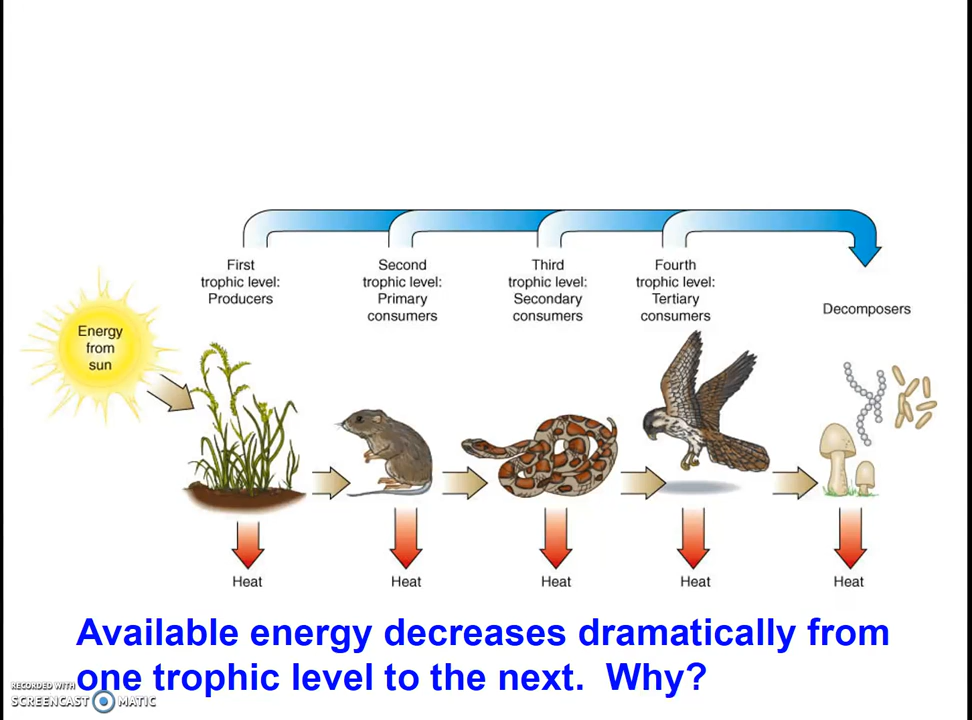 First
trophic level:
Producers
Second
trophic level:
Primary
consumers
Third
trophic level:
Secondary
consumers
Fourth
trophic level:
Tertiary
consumers
Decomposers
Energy
from
sun
Heat
Heat
Heat
Heat
Heat
Available energy decreases dramatically from
one trophic level to the next.  Why?
RECORDED WITH
SCREENCAST MATIC